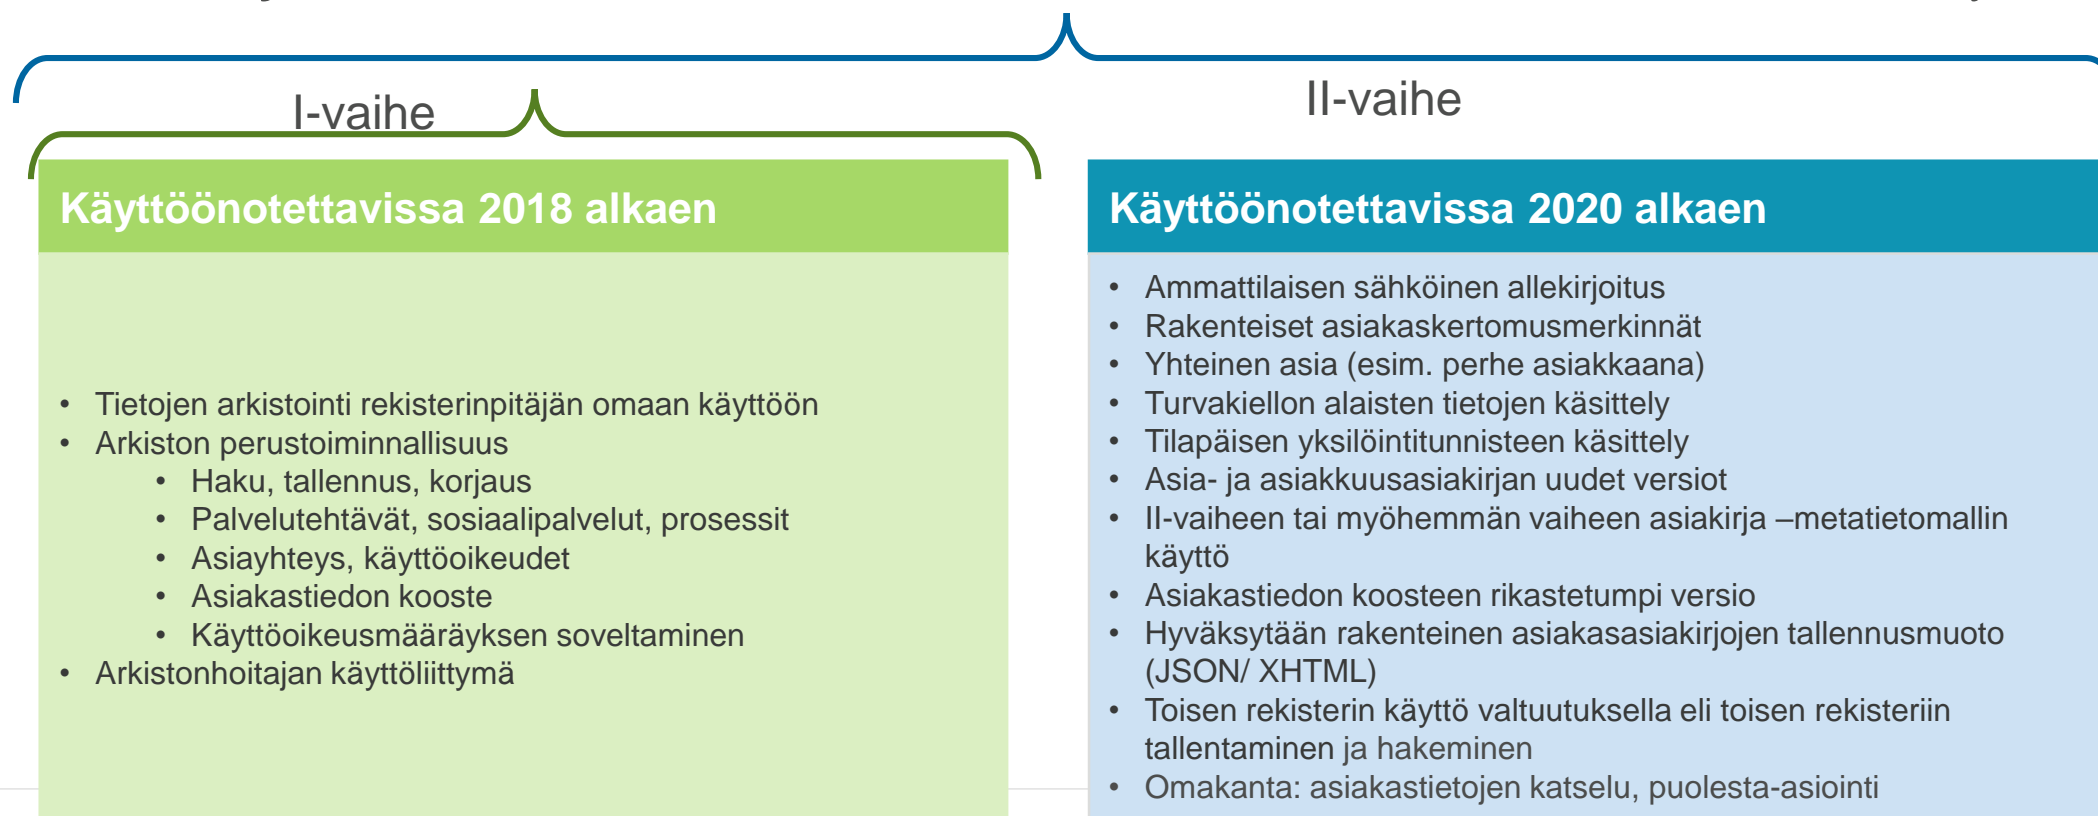 I-vaihe
Käyttöönotettavissa 2018 alkaen
• Tietojen arkistointi rekisterinpitäjän omaan käyttöön
• Arkiston perustoiminnallisuus
• Haku, tallennus, korjaus
• Palvelutehtävät, sosiaalipalvelut, prosessit
• Asiayhteys, käyttöoikeudet
• Asiakastiedon kooste
• Käyttöoikeusmääräyksen soveltaminen
• Arkistonhoitajan käyttöliittymä
II-vaihe
Käyttöönotettavissa 2020 alkaen
• Ammattilaisen sähköinen allekirjoitus
• Rakenteiset asiakaskertomusmerkinnät
• Yhteinen asia (esim. perhe asiakkaana)
• Turvakiellon alaisten tietojen käsittely
• Tilapäisen yksilöintitunnisteen käsittely
• Asia- ja asiakkuusasiakirjan uudet versiot
• II-vaiheen tai myöhemmän vaiheen asiakirja –metatietomallin
käyttö
• Asiakastiedon koosteen rikastetumpi versio
• Hyväksytään rakenteinen asiakasasiakirjojen tallennusmuoto
(JSON/ XHTML)
• Toisen rekisterin käyttö valtuutuksella eli toisen rekisteriin
tallentaminen ja hakeminen
• Omakanta: asiakastietojen katselu, puolesta-asiointi